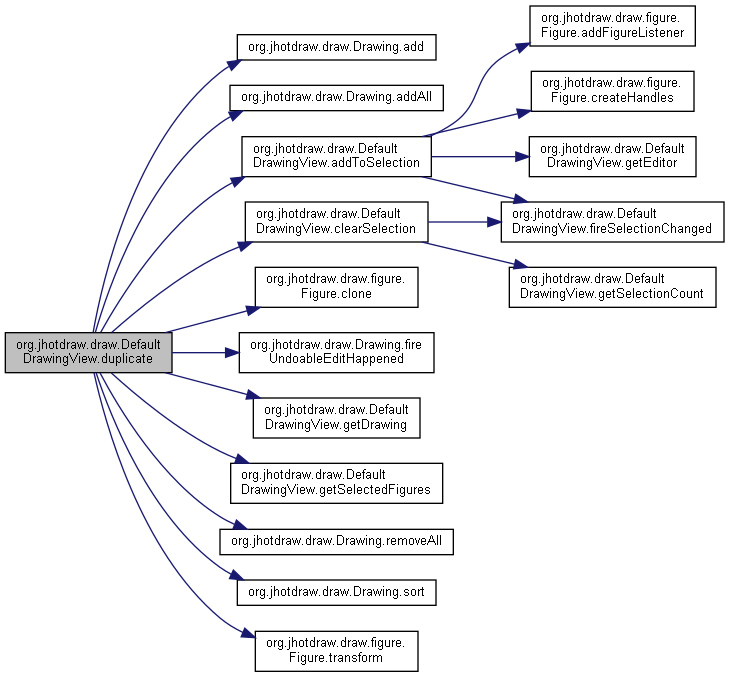 org.jhotdraw.draw.Default
DrawingView.duplicate
org.jhotdraw.draw.Drawing.add
org.jhotdraw.draw.Drawing.addAll
org.jhotdraw.draw.Default
DrawingView.addToSelection
org.jhotdraw.draw.Default
DrawingView.clearSelection
org.jhotdraw.draw.figure.
Figure.clone
org.jhotdraw.draw.Drawing.fire
UndoableEditHappened
org.jhotdraw.draw.Default
DrawingView.getDrawing
org.jhotdraw.draw.Default
DrawingView.getSelectedFigures
org.jhotdraw.draw.Drawing.removeAll
org.jhotdraw.draw.Drawing.sort
org.jhotdraw.draw.figure.
Figure.transform
org.jhotdraw.draw.figure.
Figure.addFigureListener
org.jhotdraw.draw.figure.
Figure.createHandles
org.jhotdraw.draw.Default
DrawingView.getEditor
org.jhotdraw.draw.Default
DrawingView.fireSelectionChanged
org.jhotdraw.draw.Default
DrawingView.getSelectionCount